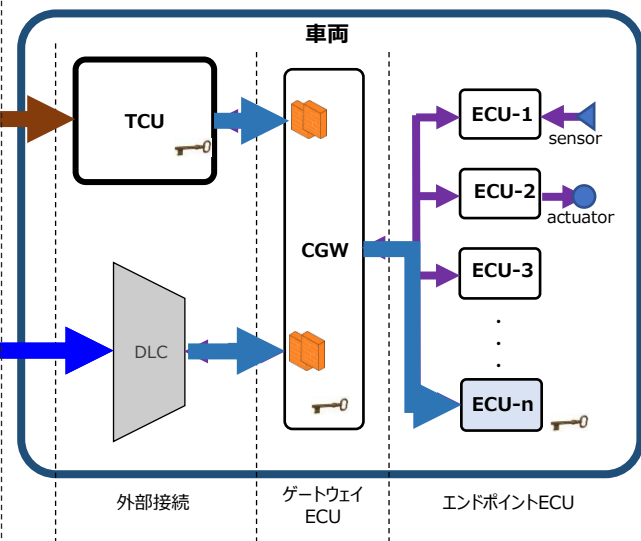 車両
TCU
ECU-1
sensor
ECU-2
actuator
CGW
ECU-3
DLC
.
.
.
ECU-n
外部接続
ゲートウェイ
ECU
エンドポイントECU